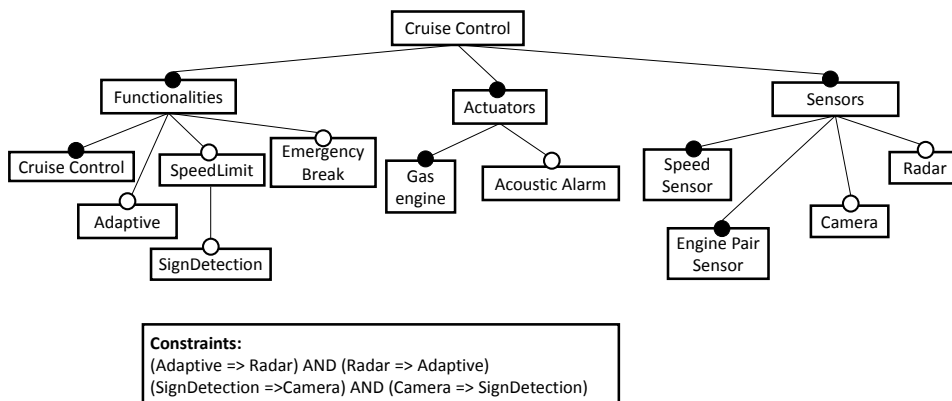 Cruise Control
Functionalities
Actuators
Sensors
Cruise Control
SpeedLimit
Emergency
Break
Adaptive
SignDetection
Gas
engine
Acoustic Alarm
Speed
Sensor
Radar
Engine Pair
Sensor
Camera
Constraints:
(Adaptive => Radar) AND (Radar => Adaptive)
(SignDetection =>Camera) AND (Camera => SignDetection)